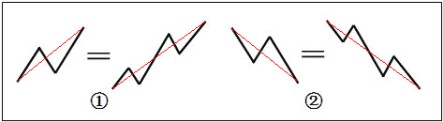 =
=
① ②